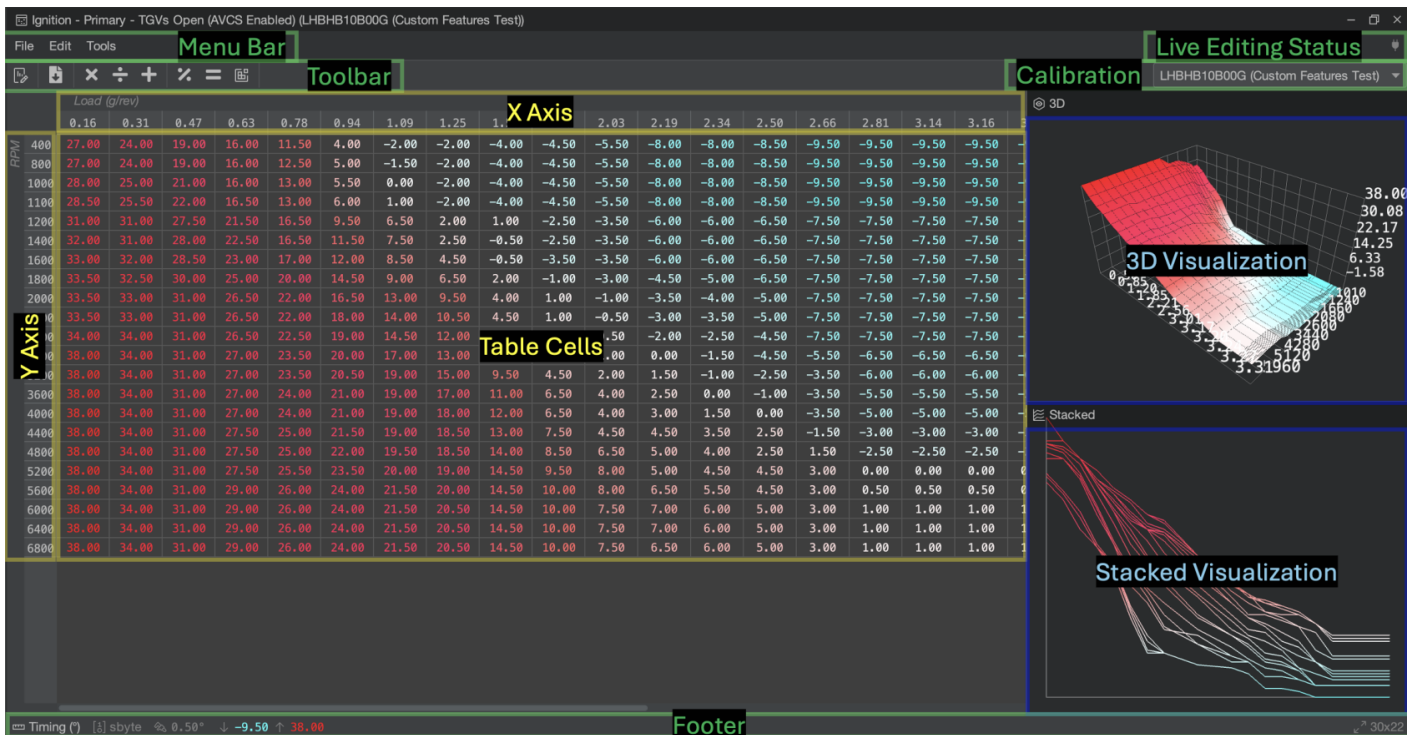 Ignition - Primary - TGVs Open (AVCS Enabled) (LHBHB10B00G (Custom Features Test))
File Edit Tools Menu Bar Live Editing Status
Toolbar Calibration LHBHB10B00G (Custom Features Test)
Load (g/rev) X Axis 3D
0.16 0.31 0.47 0.63 0.78 0.94 1.09 1.25 2.03 2.19 2.34 2.50 2.66 2.81 3.14 3.16
RPM
400 27.00 24.00 19.00 16.00 11.50 4.00 −2.00 −2.00 −4.00 −4.50 −5.50 −8.00 −8.00 −8.50 −9.50 −9.50 −9.50 −9.50
800 27.00 24.00 19.00 16.00 12.50 5.00 −1.50 −2.00 −4.00 −4.50 −5.50 −8.00 −8.00 −8.50 −9.50 −9.50 −9.50 −9.50
1000 28.00 25.00 21.00 16.00 13.00 5.50 0.00 −2.00 −4.00 −4.50 −5.50 −8.00 −8.00 −8.50 −9.50 −9.50 −9.50 −9.50
1100 28.50 25.50 22.00 16.50 13.00 6.00 1.00 −2.00 −4.00 −4.50 −5.50 −8.00 −8.00 −8.50 −9.50 −9.50 −9.50 −9.50
1200 31.00 31.00 27.50 21.50 16.50 9.50 6.50 2.00 1.00 −2.50 −3.50 −6.00 −6.00 −6.50 −7.50 −7.50 −7.50 −7.50
1400 32.00 31.00 28.00 22.50 16.50 11.50 7.50 2.50 −0.50 −2.50 −3.50 −6.00 −6.00 −6.50 −7.50 −7.50 −7.50 −7.50
1600 33.00 32.00 28.50 23.00 17.00 12.00 8.50 4.50 −0.50 −3.50 −3.50 −6.00 −6.00 −6.50 −7.50 −7.50 −7.50 −7.50
1800 33.50 32.50 30.00 25.00 20.00 14.50 9.00 6.50 2.00 −1.00 −3.00 −4.50 −5.00 −6.50 −7.50 −7.50 −7.50 −7.50
2000 33.50 33.00 31.00 26.50 22.00 16.50 13.00 9.50 4.00 1.00 −1.00 −3.50 −4.00 −5.00 −7.50 −7.50 −7.50 −7.50
33.50 33.00 31.00 26.50 22.00 18.00 14.00 10.50 4.50 1.00 −0.50 −3.00 −3.50 −5.00 −7.50 −7.50 −7.50 −7.50
34.00 34.00 31.00 26.50 22.50 19.00 14.50 12.00 −2.00 −2.50 −4.50 −7.50 −7.50 −7.50 −7.50
38.00 34.00 31.00 27.00 23.50 20.00 17.00 13.00 0.00 −1.50 −4.50 −5.50 −6.50 −6.50 −6.50
38.00 34.00 31.00 27.00 23.50 20.50 19.00 15.00 9.50 4.50 2.00 1.50 −1.00 −2.50 −3.50 −6.00 −6.00 −6.00
3600 38.00 34.00 31.00 27.00 24.00 21.00 19.00 17.00 11.00 6.50 4.00 2.50 0.00 −1.00 −3.50 −5.50 −5.50 −5.50
4000 38.00 34.00 31.00 27.00 24.00 21.00 19.00 18.00 12.00 6.50 4.00 3.00 1.50 0.00 −3.50 −5.00 −5.00 −5.00
4400 38.00 34.00 31.00 27.50 25.00 21.50 19.00 18.50 13.00 7.50 4.50 4.50 3.50 2.50 −1.50 −3.00 −3.00 −3.00
4800 38.00 34.00 31.00 27.50 25.00 22.00 19.50 18.50 14.00 8.50 6.50 5.00 4.00 2.50 1.50 −2.50 −2.50 −2.50
5200 38.00 34.00 31.00 27.50 25.50 23.50 20.00 19.00 14.50 9.50 8.00 5.00 4.50 4.50 3.00 0.00 0.00 0.00
5600 38.00 34.00 31.00 29.00 26.00 24.00 21.50 20.00 14.50 10.00 8.00 6.50 5.50 4.50 3.00 0.50 0.50 0.50
6000 38.00 34.00 31.00 29.00 26.00 24.00 21.50 20.50 14.50 10.00 7.50 7.00 6.00 5.00 3.00 1.00 1.00 1.00
6400 38.00 34.00 31.00 29.00 26.00 24.00 21.50 20.50 14.50 10.00 7.50 7.00 6.00 5.00 3.00 1.00 1.00 1.00
6800 38.00 34.00 31.00 29.00 26.00 24.00 21.50 20.50 14.50 10.00 7.50 6.50 6.00 5.00 3.00 1.00 1.00 1.00
Y Axis
Table Cells
38.00
30.08
22.17
14.25
6.33
−1.58
3D Visualization
Stacked
Stacked Visualization
Timing (°) sbyte 0.50° ↓ −9.50 ↑ 38.00 Footer 30x22